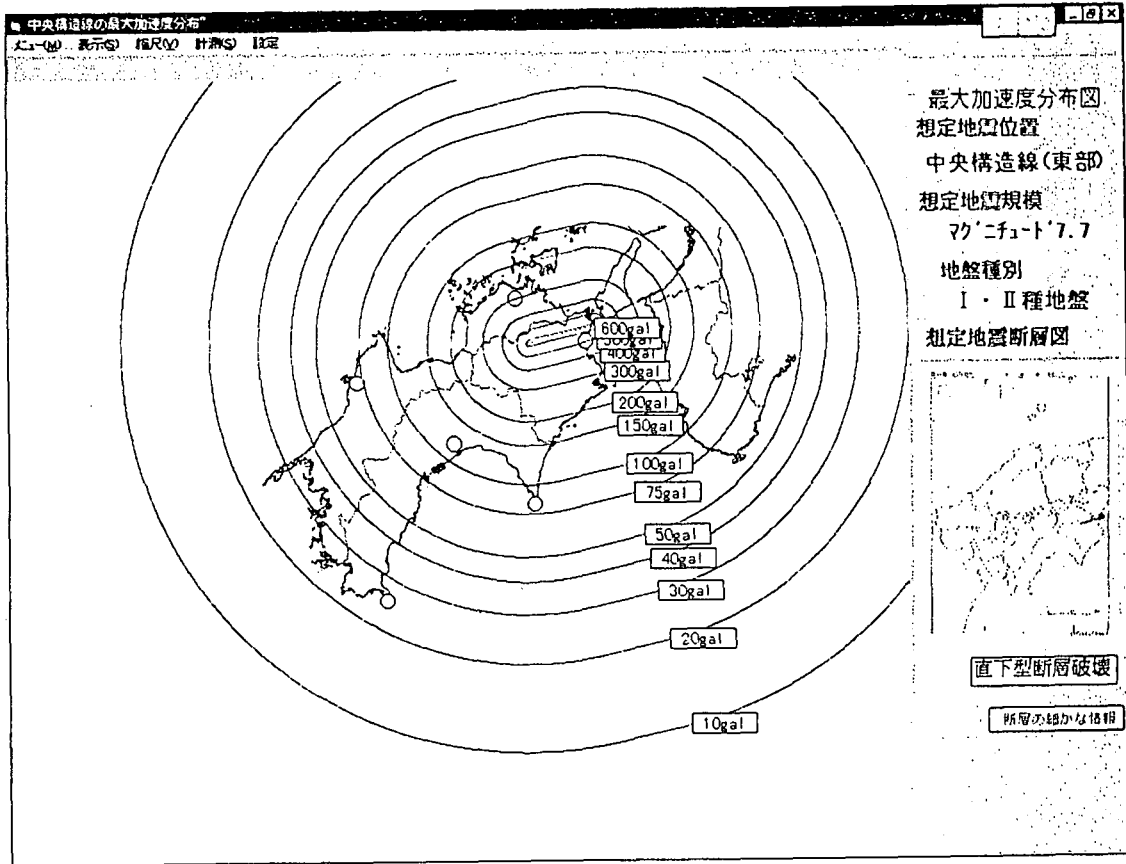 中央構造線の最大加速度分布
メニュー(M) 表示(S) 縮尺(V) 計測(S) 設定
最大加速度分布図
想定地震位置
中央構造線(東部)
想定地震規模
マグニチュード7.7
地盤種別
I・II種地盤
想定地震断層図
600gal
400gal
300gal
200gal
150gal
100gal
75gal
50gal
40gal
30gal
20gal
10gal
直下型断層破壊
断層の細かな情報